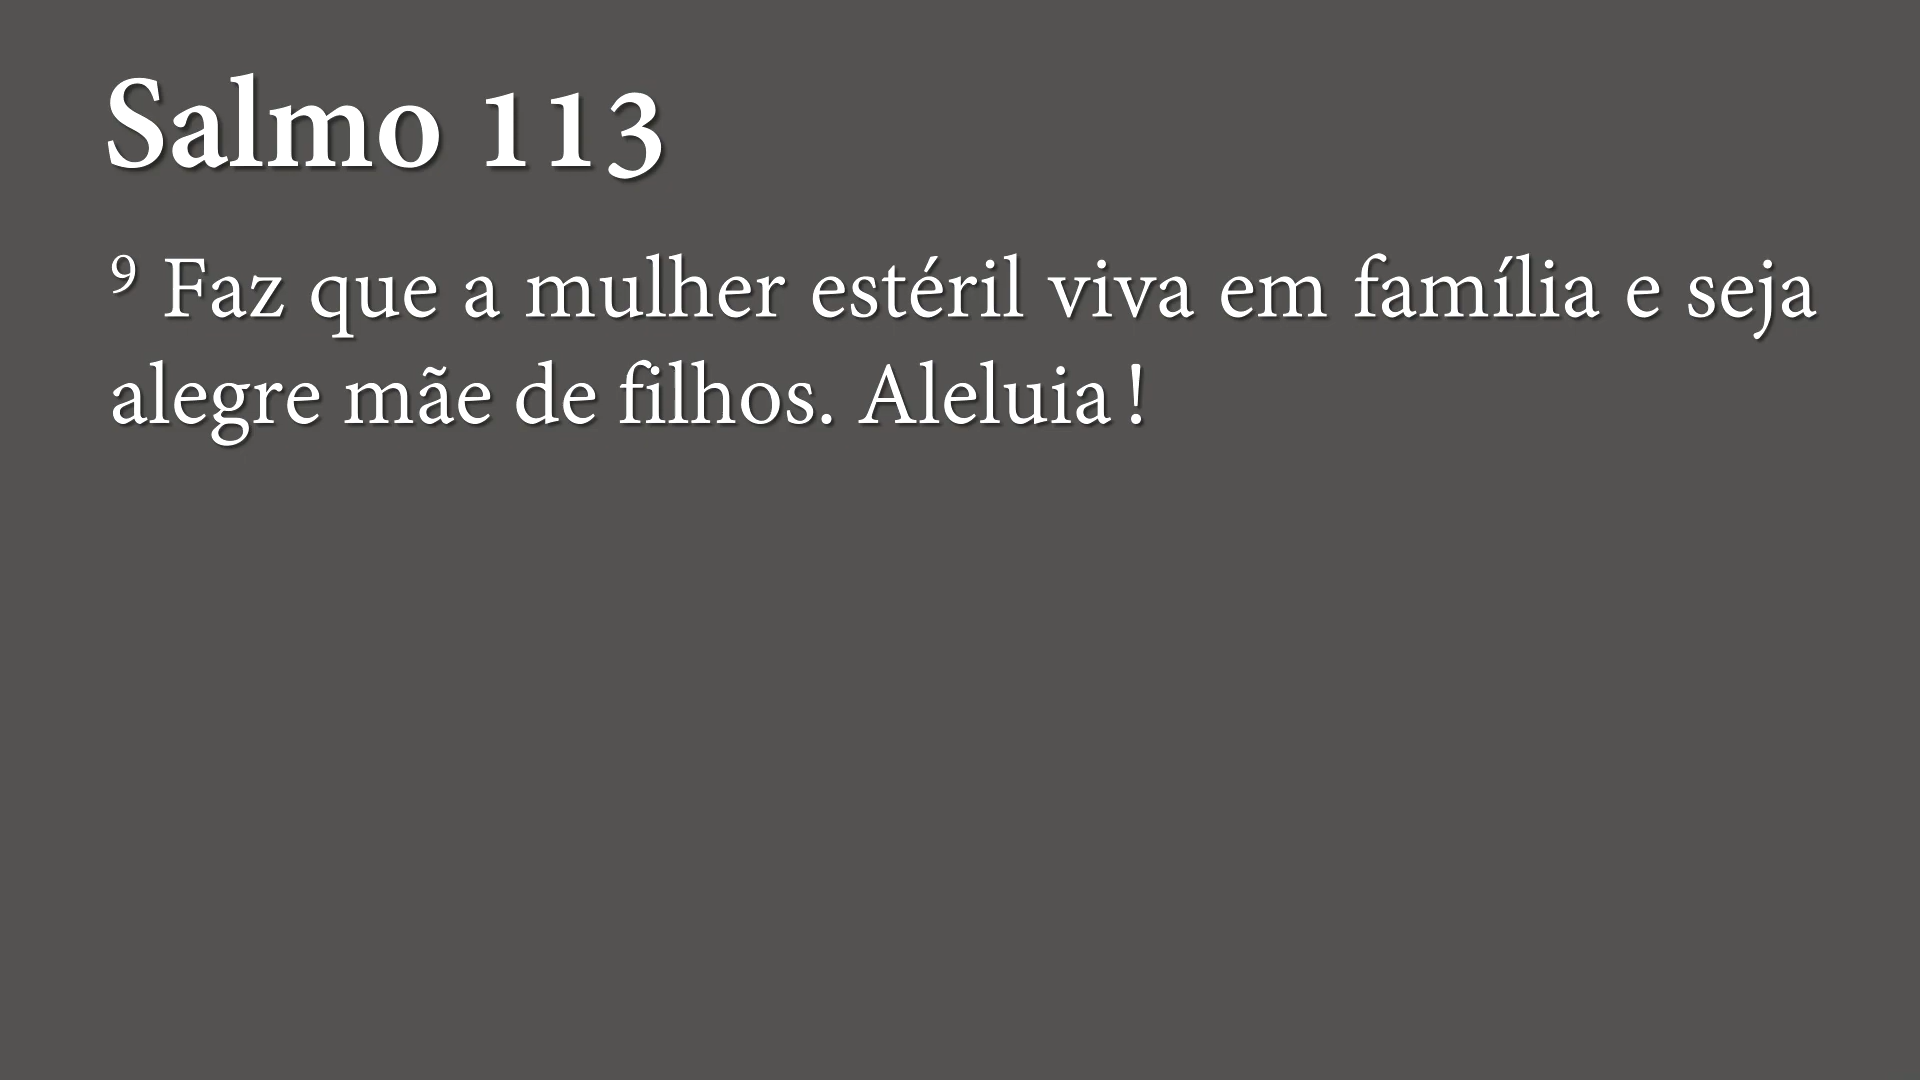 Salmo 113
⁹ Faz que a mulher estéril viva em família e seja
alegre mãe de filhos. Aleluia!